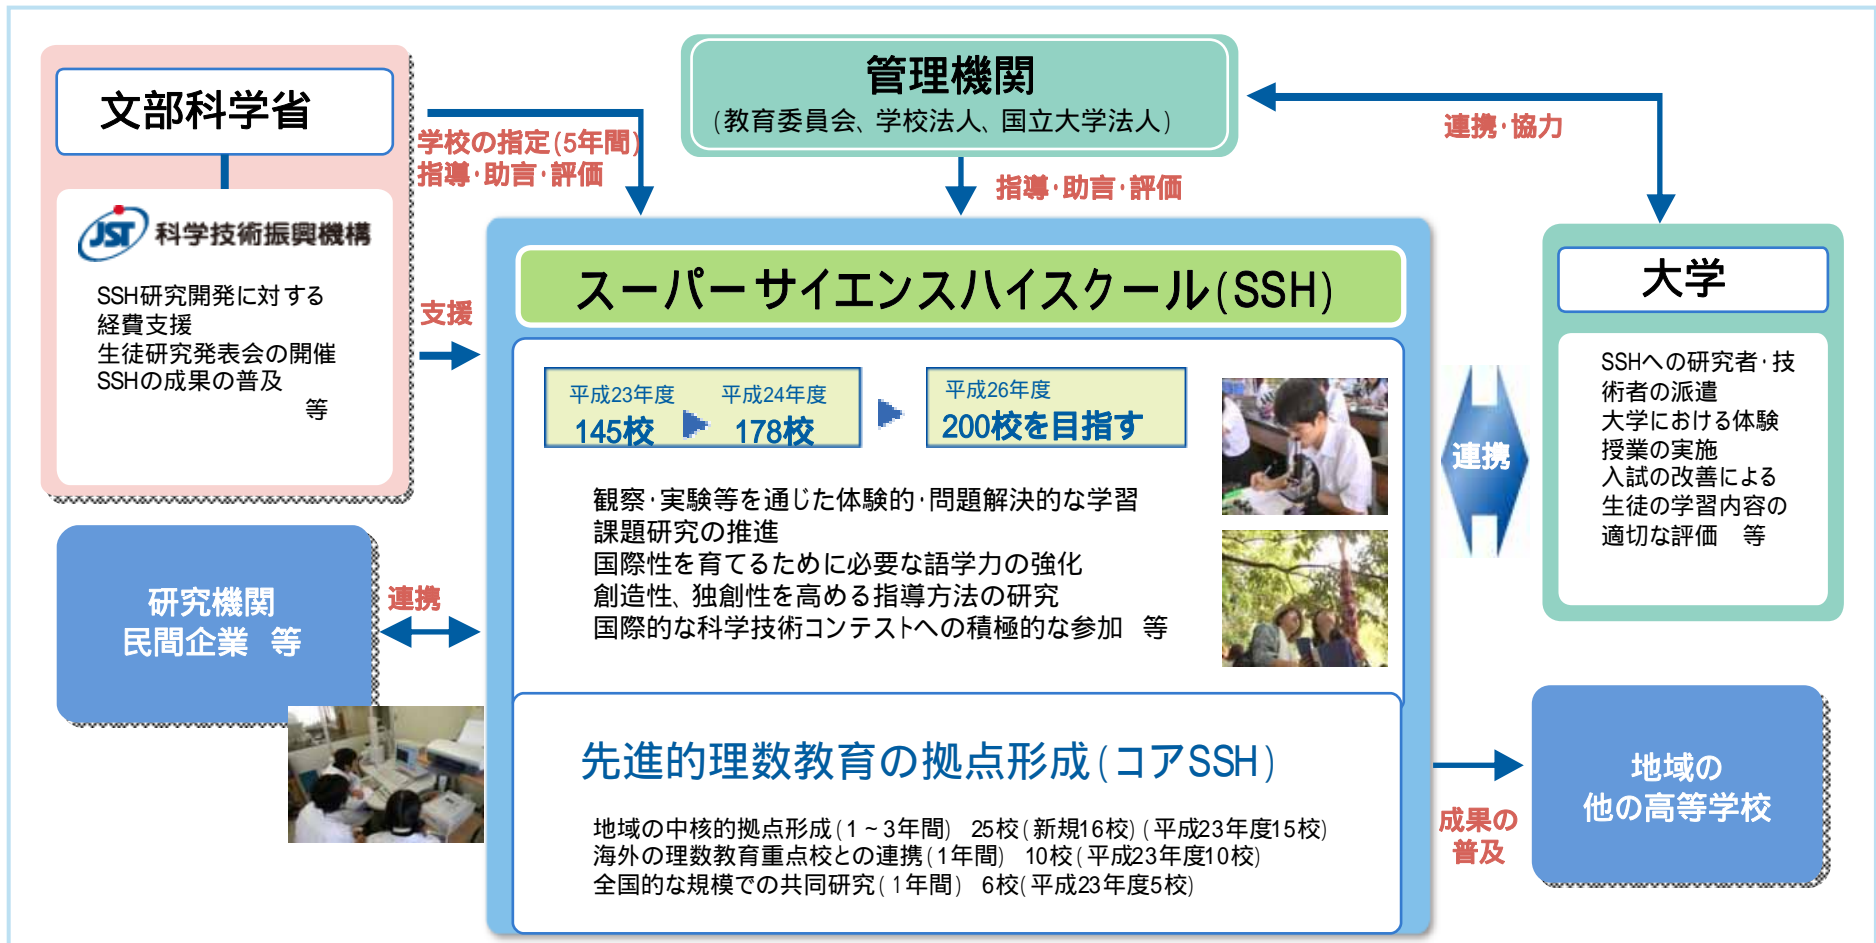 文部科学省
JST 科学技術振興機構
SSH研究開発に対する
経費支援
生徒研究発表会の開催
SSHの成果の普及
等
学校の指定(5年間)
指導・助言・評価
支援
管理機関
(教育委員会、学校法人、国立大学法人)
指導・助言・評価
連携・協力
スーパーサイエンスハイスクール(SSH)
平成23年度
145校
平成24年度
178校
平成26年度
200校を目指す
観察・実験等を通じた体験的・問題解決的な学習
課題研究の推進
国際性を育てるために必要な語学力の強化
創造性、独創性を高める指導方法の研究
国際的な科学技術コンテストへの積極的な参加　等
先進的理数教育の拠点形成(コアSSH)
地域の中核的拠点形成(1~3年間)　25校(新規16校)(平成23年度15校)
海外の理数教育重点校との連携(1年間)　10校(平成23年度10校)
全国的な規模での共同研究(1年間)　6校(平成23年度5校)
連携
大学
SSHへの研究者・技
術者の派遣
大学における体験
授業の実施
入試の改善による
生徒の学習内容の
適切な評価　等
研究機関
民間企業　等
連携
成果の
普及
地域の
他の高等学校